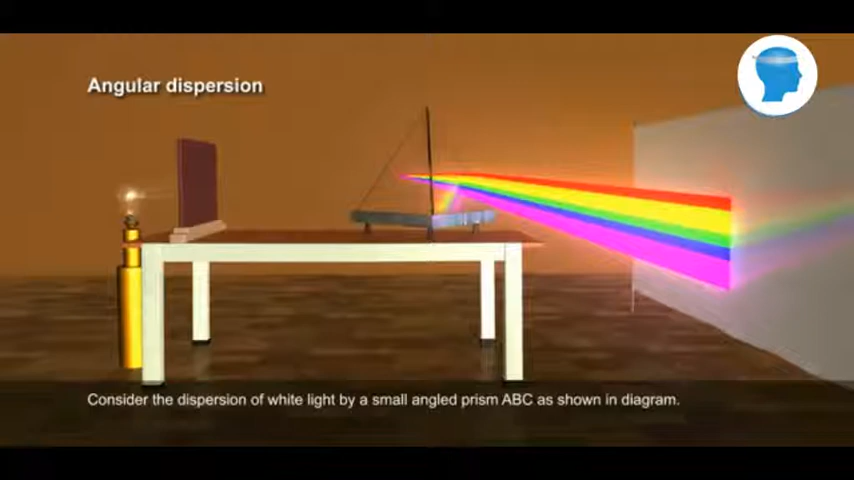 Angular dispersion
Consider the dispersion of white light by a small angled prism ABC as shown in diagram.